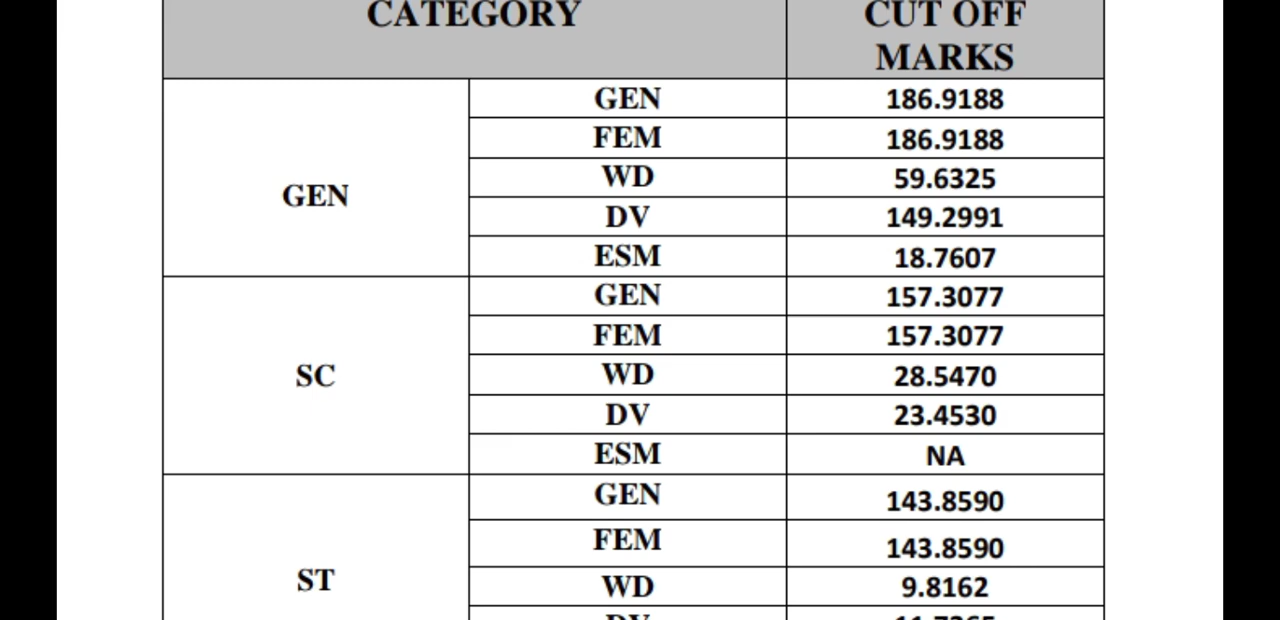 CATEGORY CUT OFF
MARKS
GEN GEN 186.9188
FEM 186.9188
WD 59.6325
DV 149.2991
ESM 18.7607
SC GEN 157.3077
FEM 157.3077
WD 28.5470
DV 23.4530
ESM NA
ST GEN 143.8590
FEM 143.8590
WD 9.8162